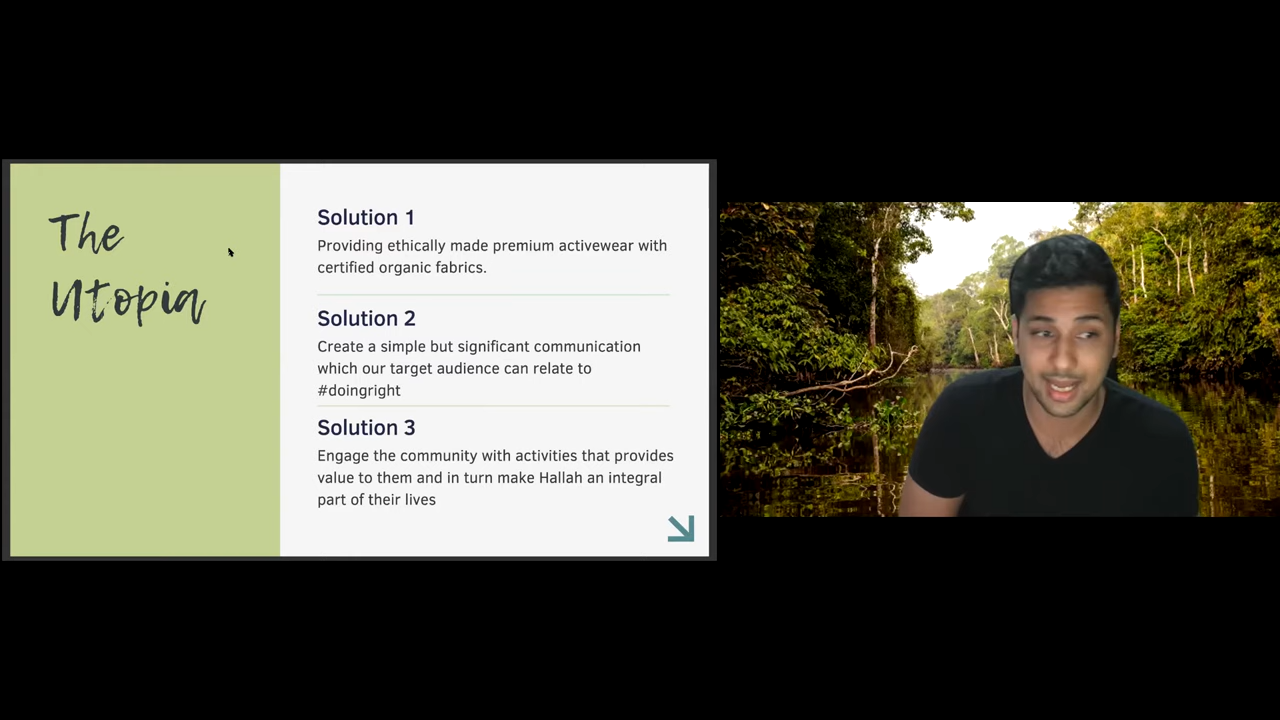 The
Utopia
Solution 1
Providing ethically made premium activewear with
certified organic fabrics.
Solution 2
Create a simple but significant communication
which our target audience can relate to
#doingright
Solution 3
Engage the community with activities that provides
value to them and in turn make Hallah an integral
part of their lives